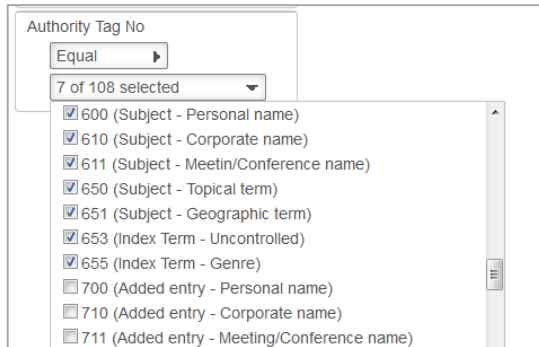 Authority Tag No
Equal
7 of 108 selected
600 (Subject - Personal name)
610 (Subject - Corporate name)
611 (Subject - Meetin/Conference name)
650 (Subject - Topical term)
651 (Subject - Geographic term)
653 (Index Term - Uncontrolled)
655 (Index Term - Genre)
700 (Added entry - Personal name)
710 (Added entry - Corporate name)
711 (Added entry - Meeting/Conference name)